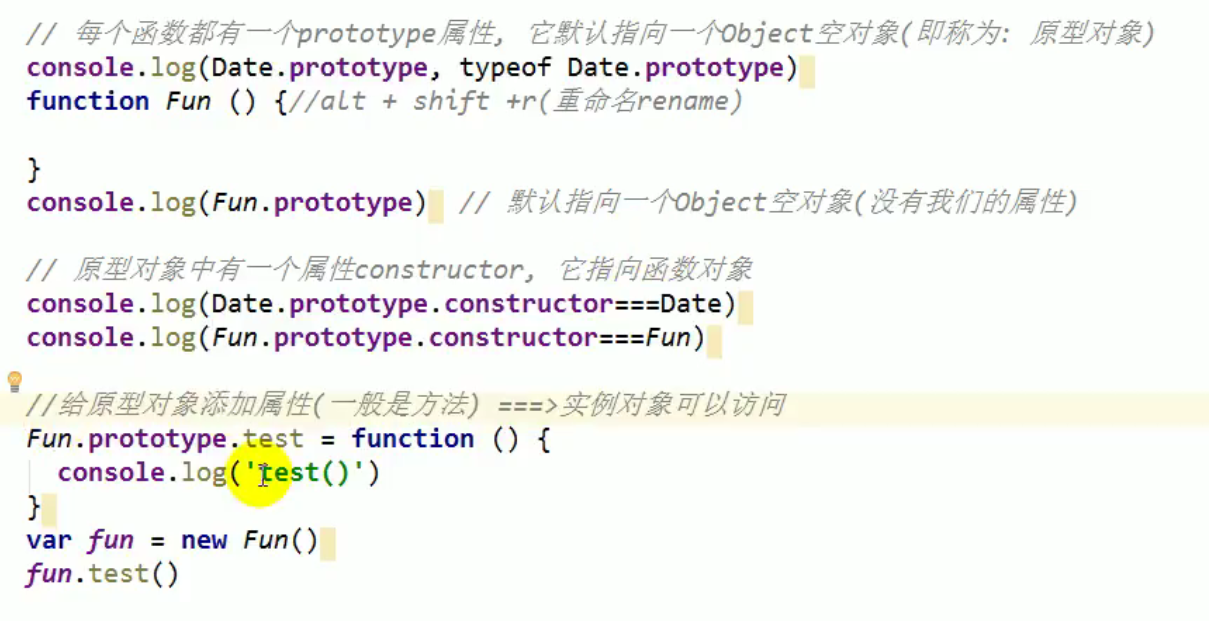 // 每个函数都有一个prototype属性, 它默认指向一个Object空对象(即称为: 原型对象)
console.log(Date.prototype, typeof Date.prototype)
function Fun () {//alt + shift +r(重命名rename)
}
console.log(Fun.prototype) // 默认指向一个Object空对象(没有我们的属性)
// 原型对象中有一个属性constructor, 它指向函数对象
console.log(Date.prototype.constructor===Date)
console.log(Fun.prototype.constructor===Fun)
//给原型对象添加属性(一般是方法) ===>实例对象可以访问
Fun.prototype.test = function () {
console.log('test()')
}
var fun = new Fun()
fun.test()